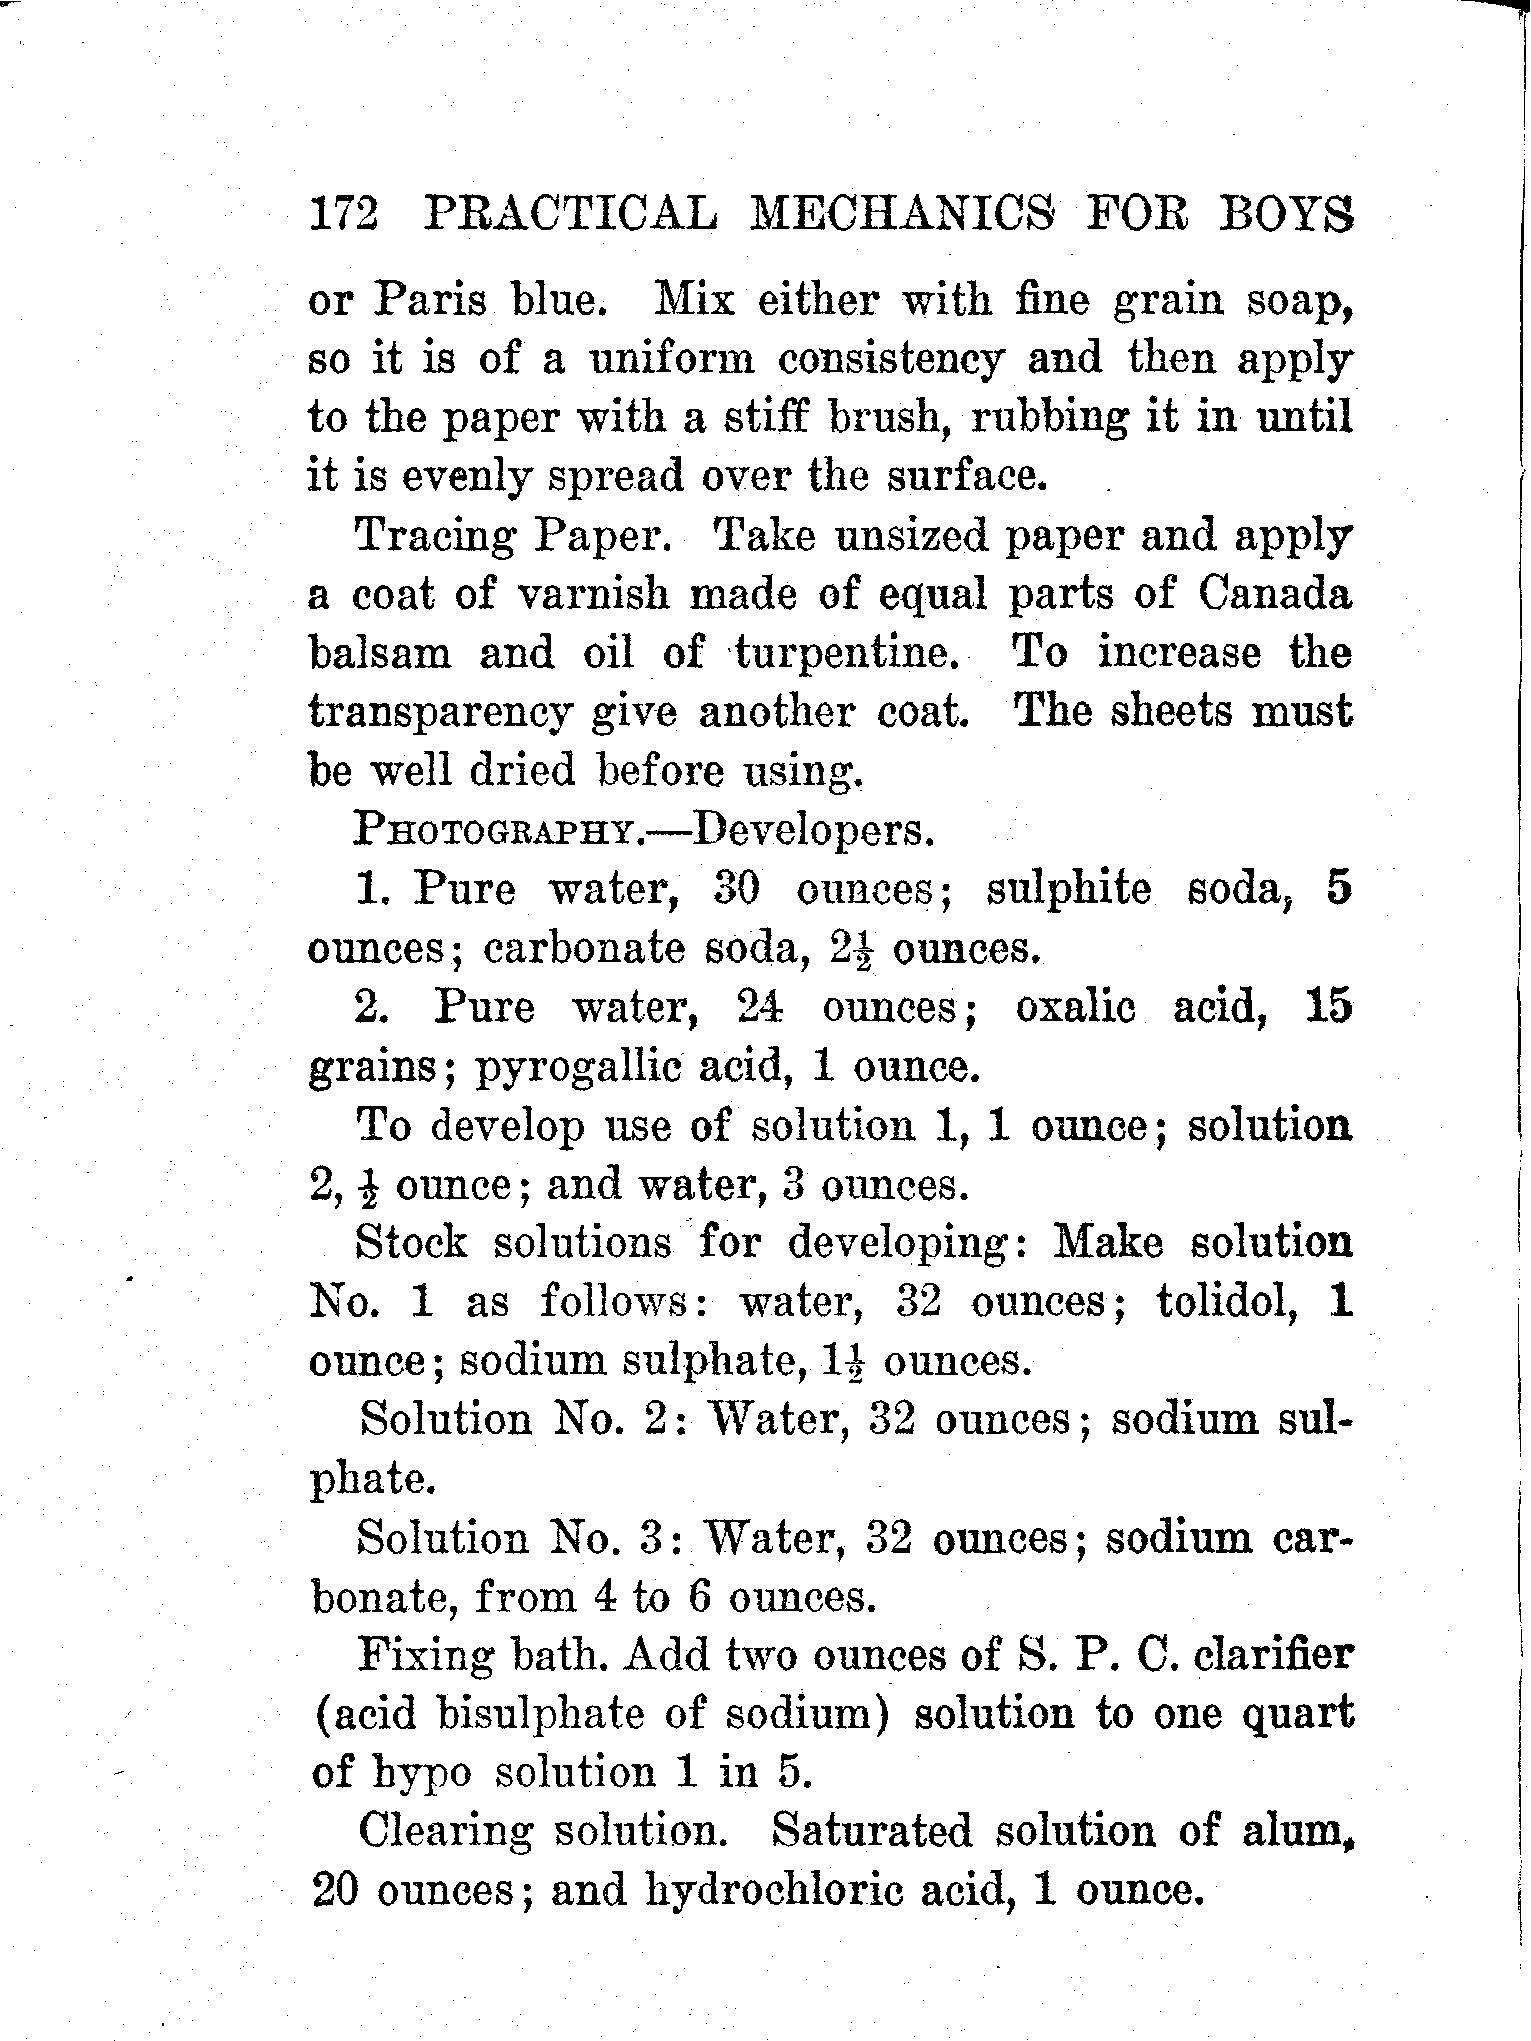 172 PRACTICAL MECHANICS FOR BOYS
or Paris blue. Mix either with fine grain soap,
so it is of a uniform consistency and then apply
to the paper with a stiff brush, rubbing it in until
it is evenly spread over the surface.
Tracing Paper. Take unsized paper and apply
a coat of varnish made of equal parts of Canada
balsam and oil of turpentine. To increase the
transparency give another coat. The sheets must
be well dried before using.
PHOTOGRAPHY.—Developers.
1. Pure water, 30 ounces; sulphite soda, 5
ounces; carbonate soda, 2½ ounces.
2. Pure water, 24 ounces; oxalic acid, 15
grains; pyrogallic acid, 1 ounce.
To develop use of solution 1, 1 ounce; solution
2, ½ ounce; and water, 3 ounces.
Stock solutions for developing: Make solution
No. 1 as follows: water, 32 ounces; tolidol, 1
ounce; sodium sulphate, 1½ ounces.
Solution No. 2: Water, 32 ounces; sodium sul-
phate.
Solution No. 3: Water, 32 ounces; sodium car-
bonate, from 4 to 6 ounces.
Fixing bath. Add two ounces of S. P. C. clarifier
(acid bisulphate of sodium) solution to one quart
of hypo solution 1 in 5.
Clearing solution. Saturated solution of alum,
20 ounces; and hydrochloric acid, 1 ounce.